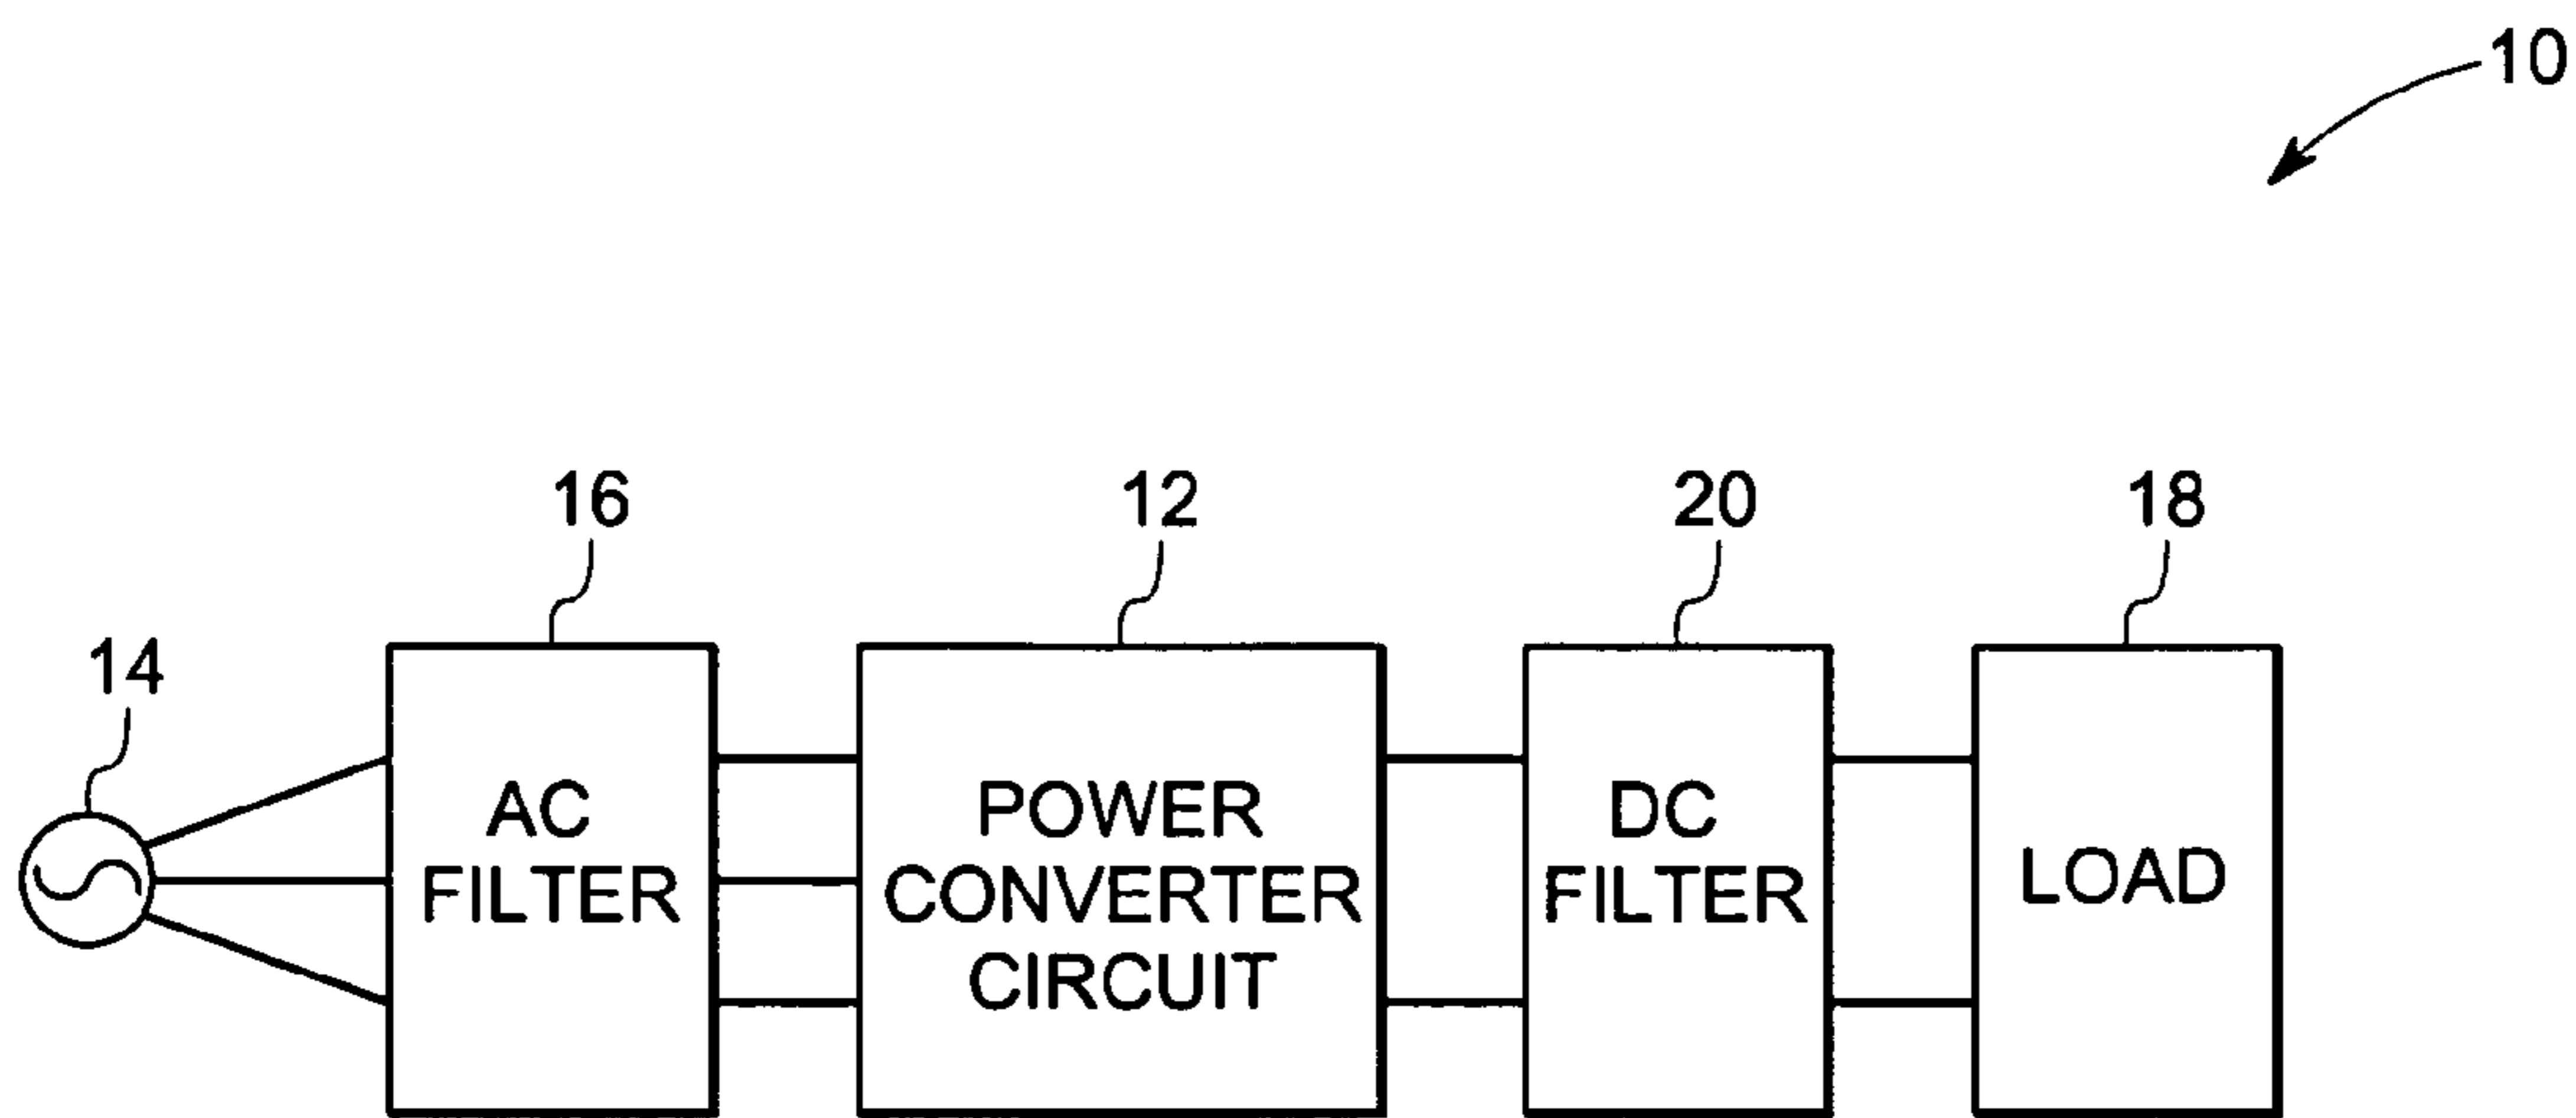 10
16
12
20
18
14
AC
FILTER
POWER
CONVERTER
CIRCUIT
DC
FILTER
LOAD